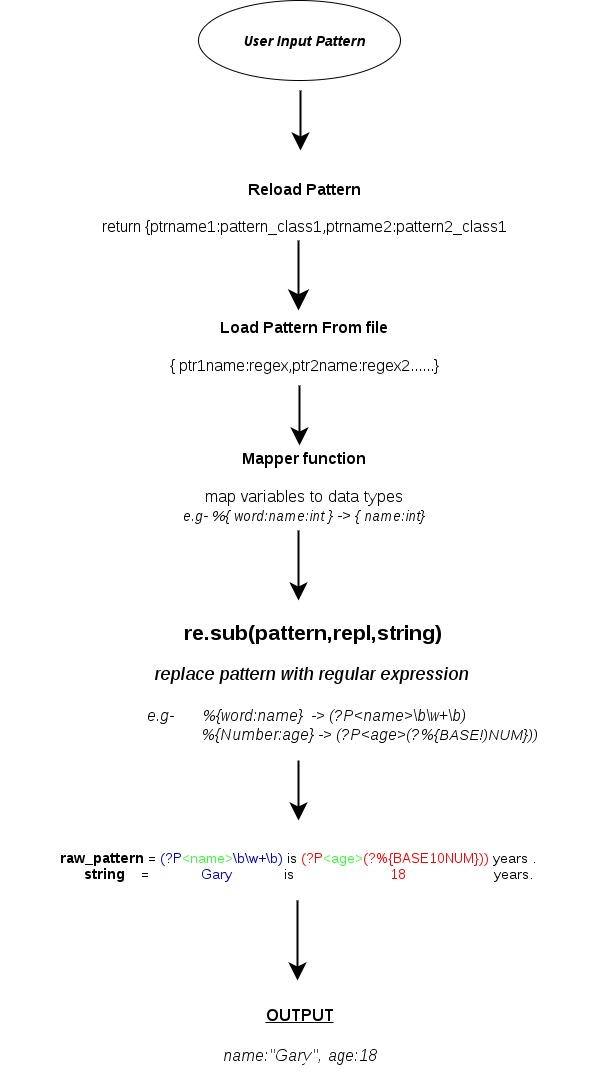 User Input Pattern
Reload Pattern
return {ptrname1:pattern_class1,ptrname2:pattern2_class1
Load Pattern From file
{ ptr1name:regex,ptr2name:regex2......}
Mapper function
map variables to data types
e.g- %{ word:name:int } -> { name:int}
re.sub(pattern,repl,string)
replace pattern with regular expression
e.g- %{word:name} -> (?P<name>\b\w+\b)
%{Number:age} -> (?P<age>(?%{BASE!)NUM}))
raw_pattern = (?P<name>\b\w+\b) is (?P<age>(?%{BASE10NUM})) years .
string = Gary is 18 years.
OUTPUT
name:"Gary", age:18